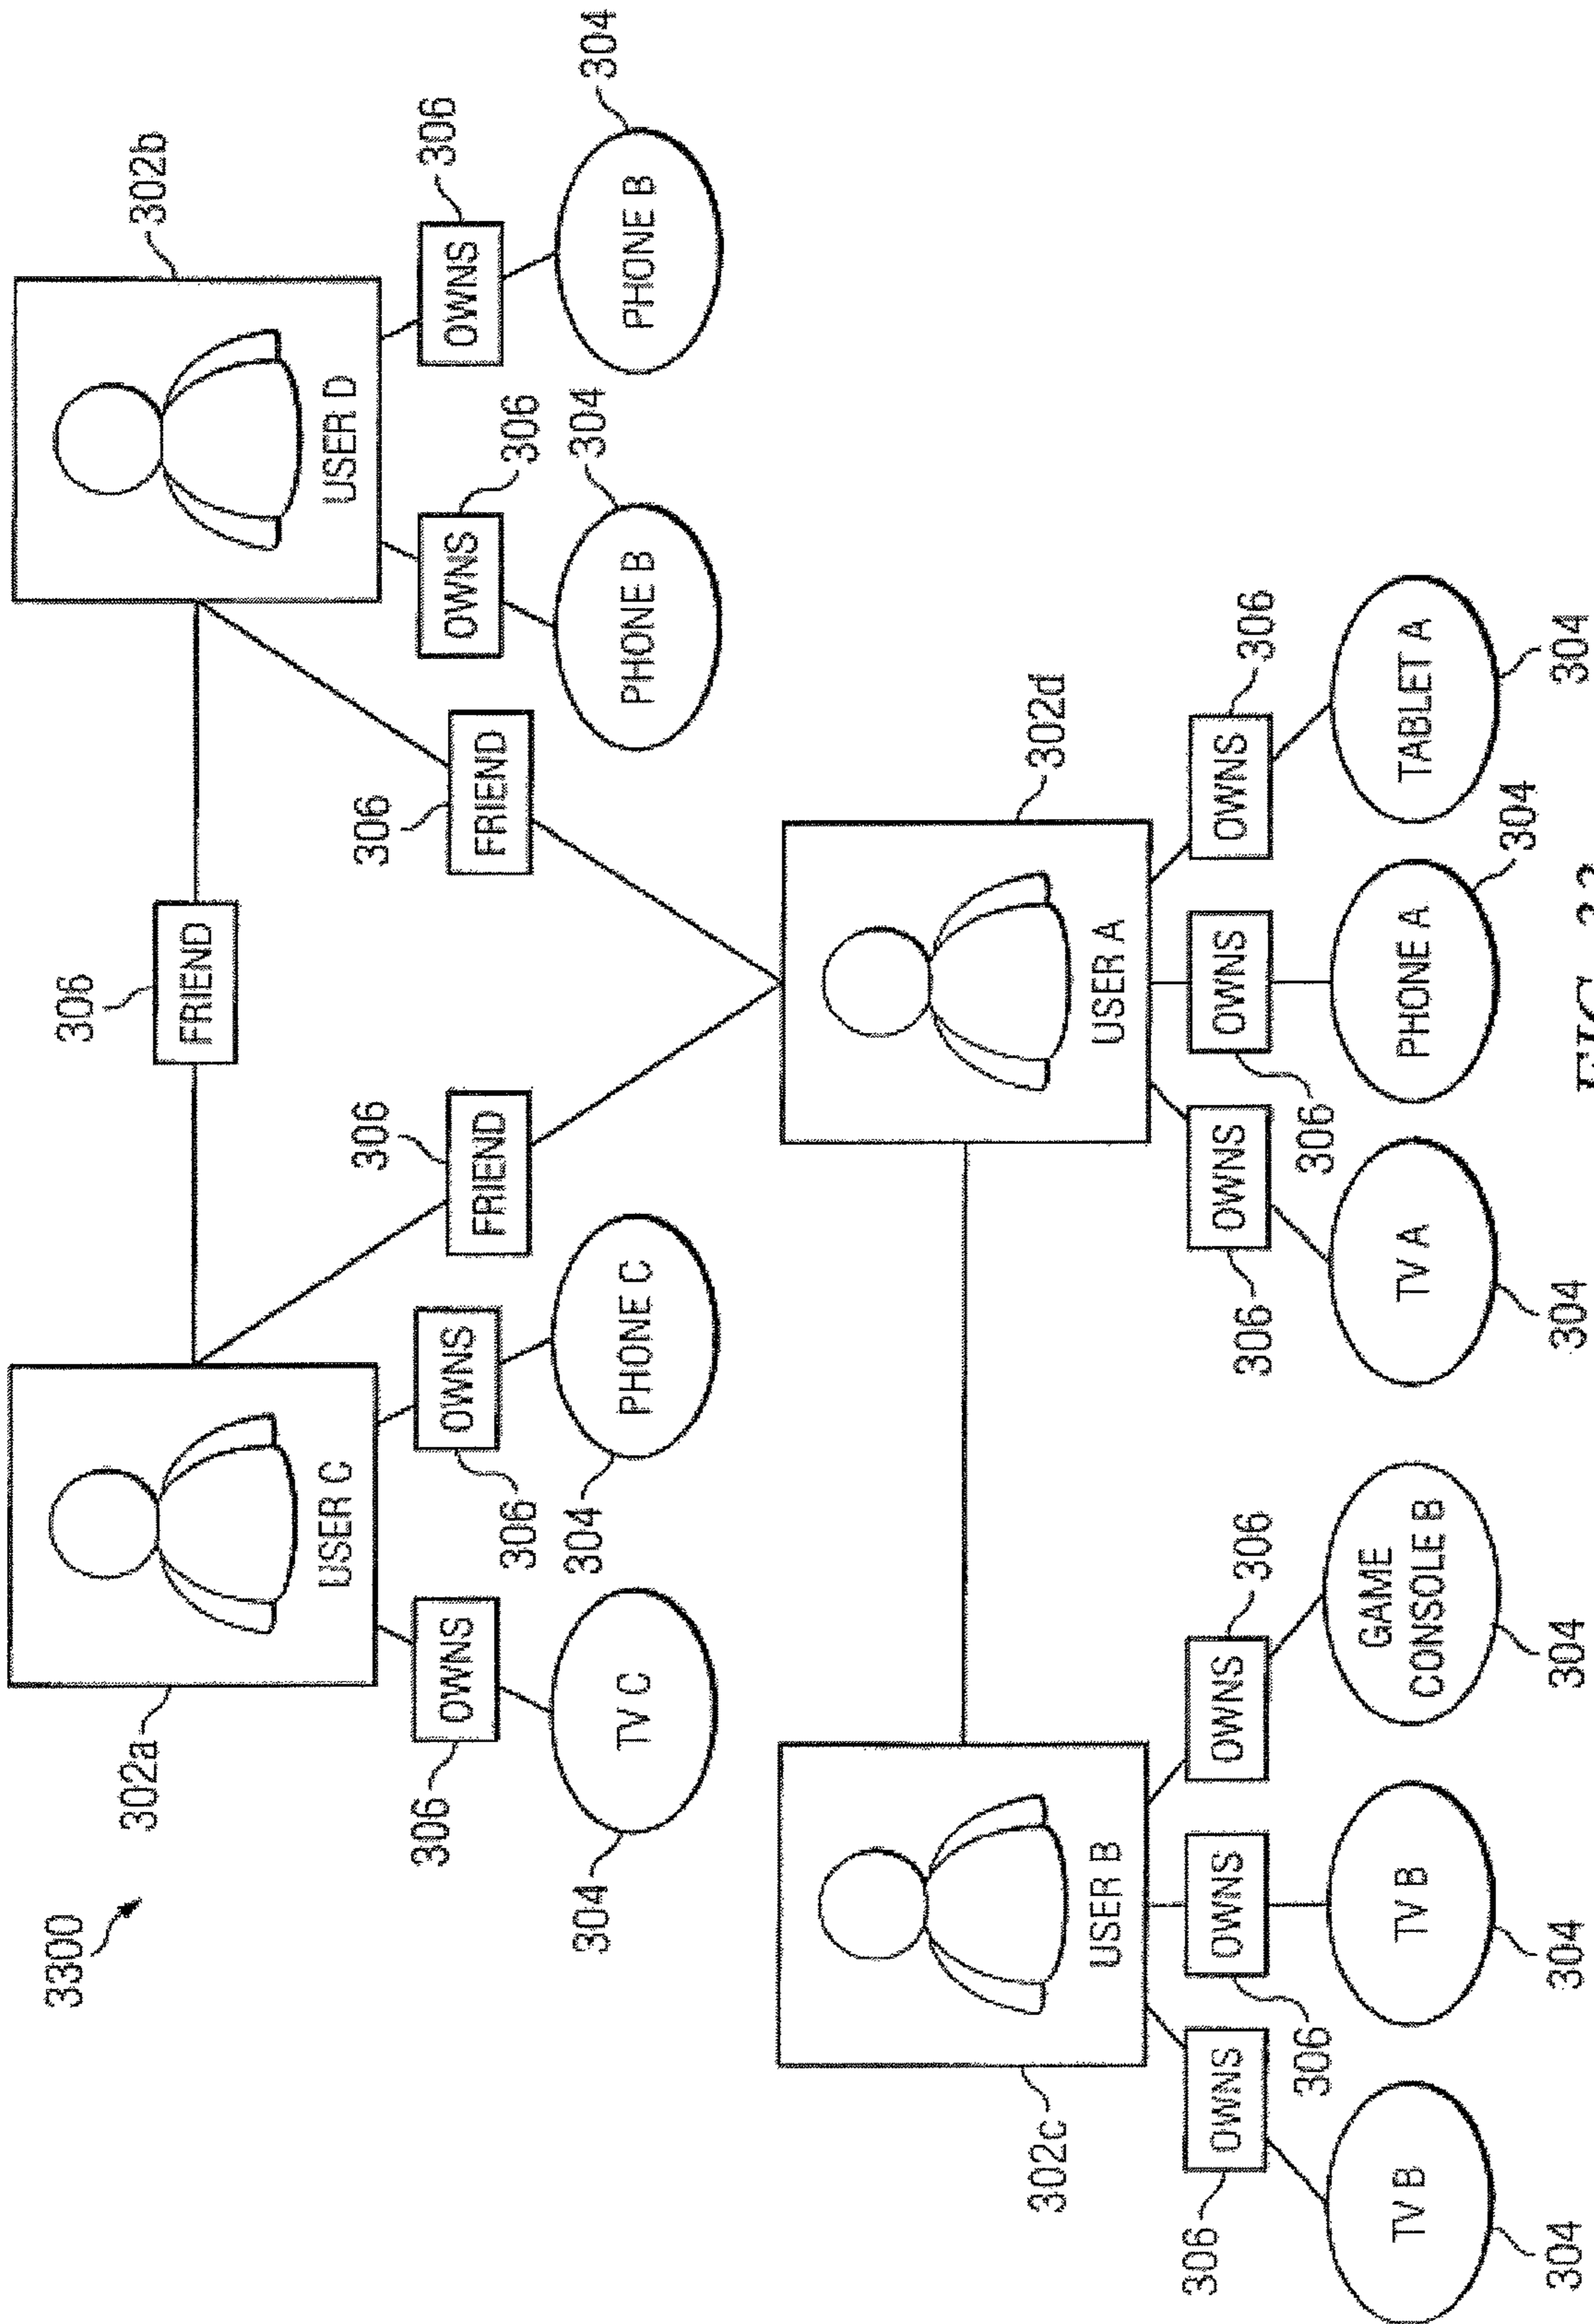 3300
302a
306
302b
FRIEND
USER C
USER D
306
306
306
306
306
306
OWNS
OWNS
FRIEND
FRIEND
OWNS
OWNS
304
304
304
304
TV C
PHONE C
PHONE B
PHONE B
302c
302d
USER B
USER A
306
306
306
306
306
306
OWNS
OWNS
OWNS
OWNS
OWNS
OWNS
TV B
TV B
GAME
CONSOLE B
TV A
PHONE A
TABLET A
304
304
304
304
304
304
FIG. 33